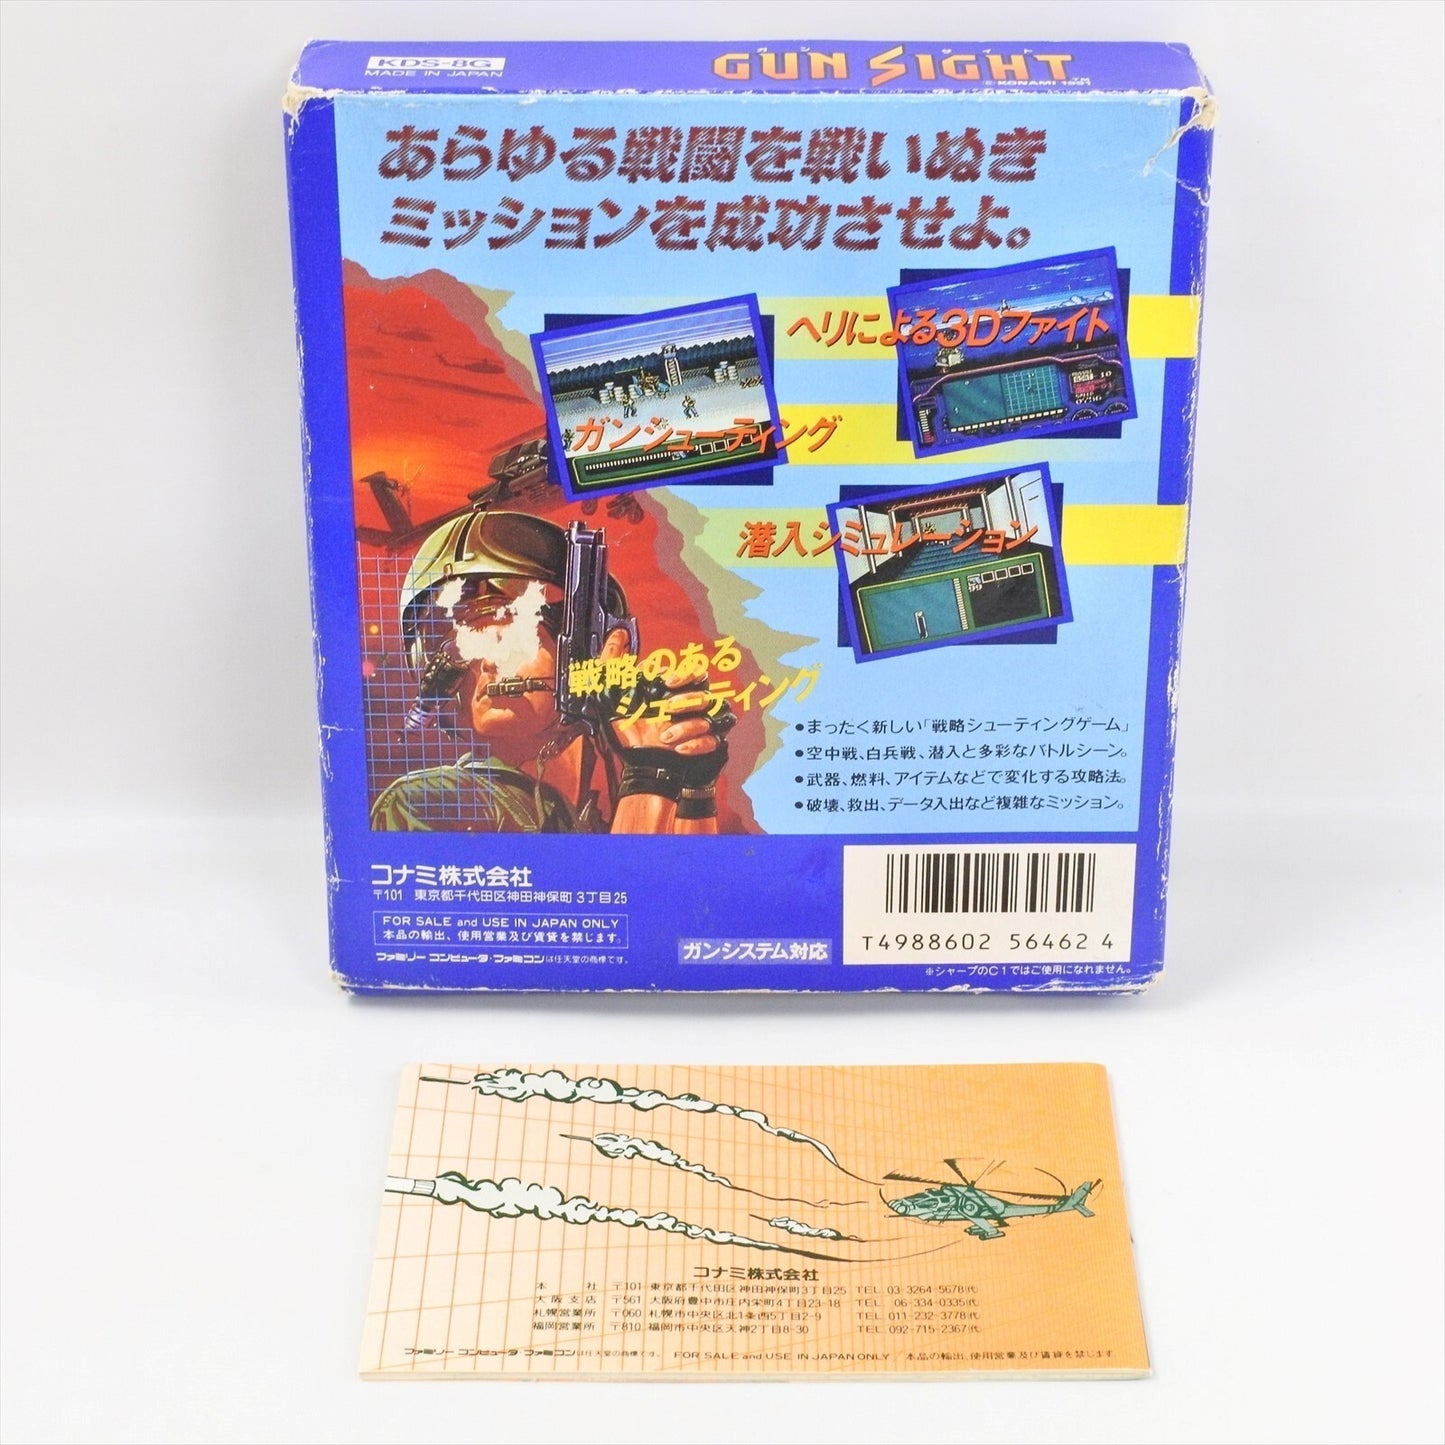 KDS-8G
MADE IN JAPAN
ガン サイト
GUN SIGHT™
© KONAMI 1991
あらゆる戦闘を戦いぬき
ミッションを成功させよ。
ヘリによる3Dファイト
ガンシューティング
潜入シミュレーション
戦略のある
シューティング
●まったく新しい「戦略シューティングゲーム」
●空中戦、白兵戦、潜入と多彩なバトルシーン。
●武器、燃料、アイテムなどで変化する攻略法。
●破壊、救出、データ入出など複雑なミッション。
コナミ株式会社
〒101 東京都千代田区神田神保町3丁目25
FOR SALE and USE IN JAPAN ONLY
本品の輸出、使用営業及び賃貸を禁じます。
ファミリーコンピュータ・ファミコンは任天堂の商標です。
ガンシステム対応
T4988602 56462 4
※シャープのC1ではご使用になれません。
コナミ株式会社
本社 〒101 東京都千代田区神田神保町3丁目25 TEL 03-3264-5678㈹
大阪支店 〒561 大阪府豊中市庄内栄町4丁目23-18 TEL 06-334-0335㈹
札幌営業所 〒060 札幌市中央区北1条西5丁目2-9 TEL 011-232-3778㈹
福岡営業所 〒810 福岡市中央区天神2丁目8-30 TEL 092-715-2367㈹
ファミリーコンピュータ・ファミコンは任天堂の商標です。 FOR SALE and USE IN JAPAN ONLY 本品の輸出、使用営業及び賃貸を禁じます。